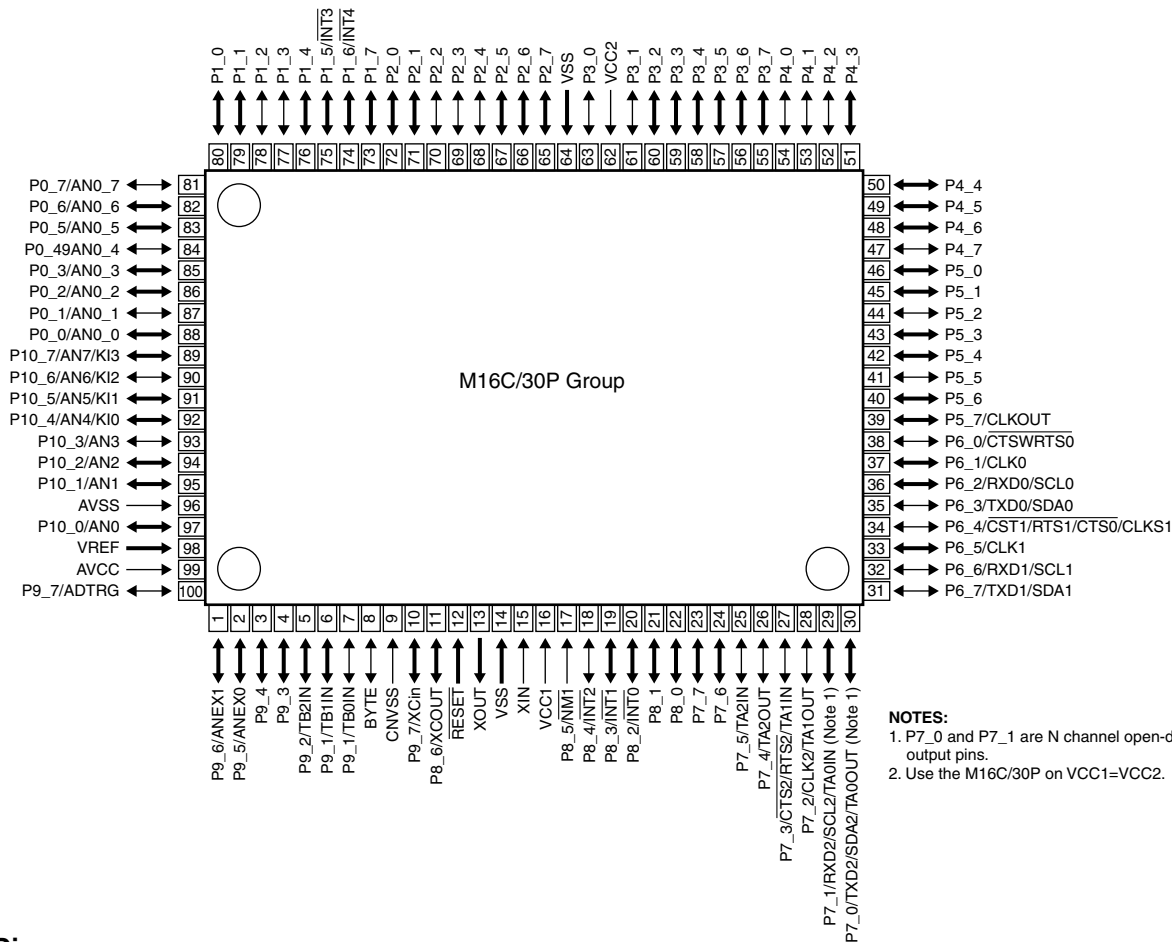 P1_0
P1_1
P1_2
P1_3
P1_4
P1_5/INT3
P1_6/INT4
P1_7
P2_0
P2_1
P2_2
P2_3
P2_4
P2_5
P2_6
P2_7
VSS
P3_0
VCC2
P3_1
P3_2
P3_3
P3_4
P3_5
P3_6
P3_7
P4_0
P4_1
P4_2
P4_3
80 79 78 77 76 75 74 73 72 71 70 69 68 67 66 65 64 63 62 61 60 59 58 57 56 55 54 53 52 51
P0_7/AN0_7 81
P0_6/AN0_6 82
P0_5/AN0_5 83
P0_49AN0_4 84
P0_3/AN0_3 85
P0_2/AN0_2 86
P0_1/AN0_1 87
P0_0/AN0_0 88
P10_7/AN7/KI3 89
P10_6/AN6/KI2 90
P10_5/AN5/KI1 91
P10_4/AN4/KI0 92
P10_3/AN3 93
P10_2/AN2 94
P10_1/AN1 95
AVSS 96
P10_0/AN0 97
VREF 98
AVCC 99
P9_7/ADTRG 100
M16C/30P Group
50 P4_4
49 P4_5
48 P4_6
47 P4_7
46 P5_0
45 P5_1
44 P5_2
43 P5_3
42 P5_4
41 P5_5
40 P5_6
39 P5_7/CLKOUT
38 P6_0/CTSWRTS0
37 P6_1/CLK0
36 P6_2/RXD0/SCL0
35 P6_3/TXD0/SDA0
34 P6_4/CST1/RTS1/CTS0/CLKS1
33 P6_5/CLK1
32 P6_6/RXD1/SCL1
31 P6_7/TXD1/SDA1
1 2 3 4 5 6 7 8 9 10 11 12 13 14 15 16 17 18 19 20 21 22 23 24 25 26 27 28 29 30
P9_6/ANEX1
P9_5/ANEX0
P9_4
P9_3
P9_2/TB2IN
P9_1/TB1IN
P9_1/TB0IN
BYTE
CNVSS
P9_7/XCin
P8_6/XCOUT
RESET
XOUT
VSS
XIN
VCC1
P8_5/NM1
P8_4/INT2
P8_3/INT1
P8_2/INT0
P8_1
P8_0
P7_7
P7_6
P7_5/TA2IN
P7_4/TA2OUT
P7_3/CTS2/RTS2/TA1IN
P7_2/CLK2/TA1OUT
P7_1/RXD2/SCL2/TA0IN (Note 1)
P7_0/TXD2/SDA2/TA0OUT (Note 1)
NOTES:
1. P7_0 and P7_1 are N channel open-d
output pins.
2. Use the M16C/30P on VCC1=VCC2.